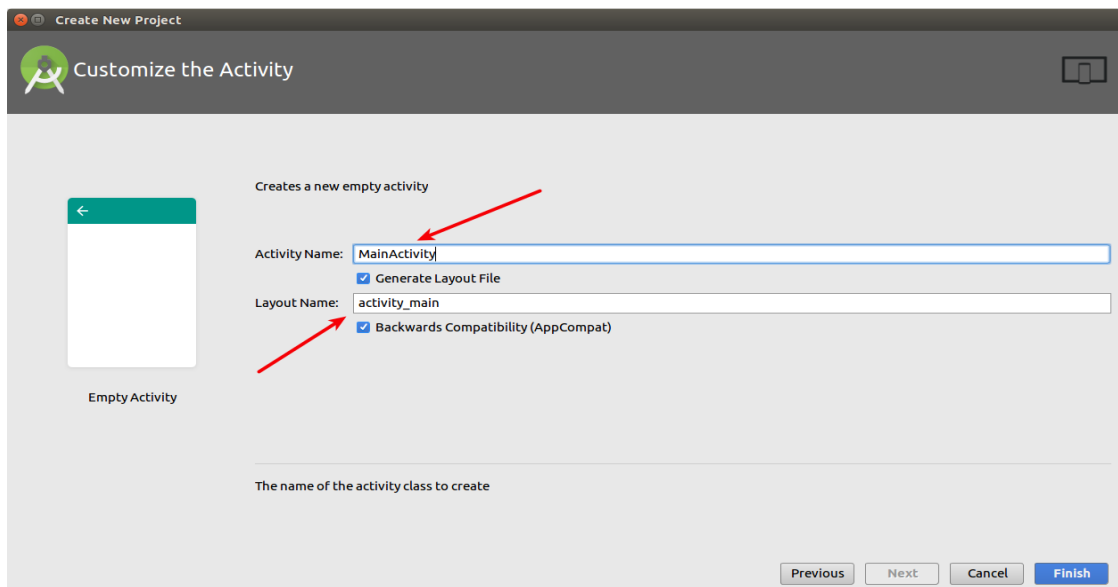 Create New Project
Customize the Activity
Creates a new empty activity
Activity Name: MainActivity
Generate Layout File
Layout Name: activity_main
Backwards Compatibility (AppCompat)
Empty Activity
The name of the activity class to create
Previous Next Cancel Finish